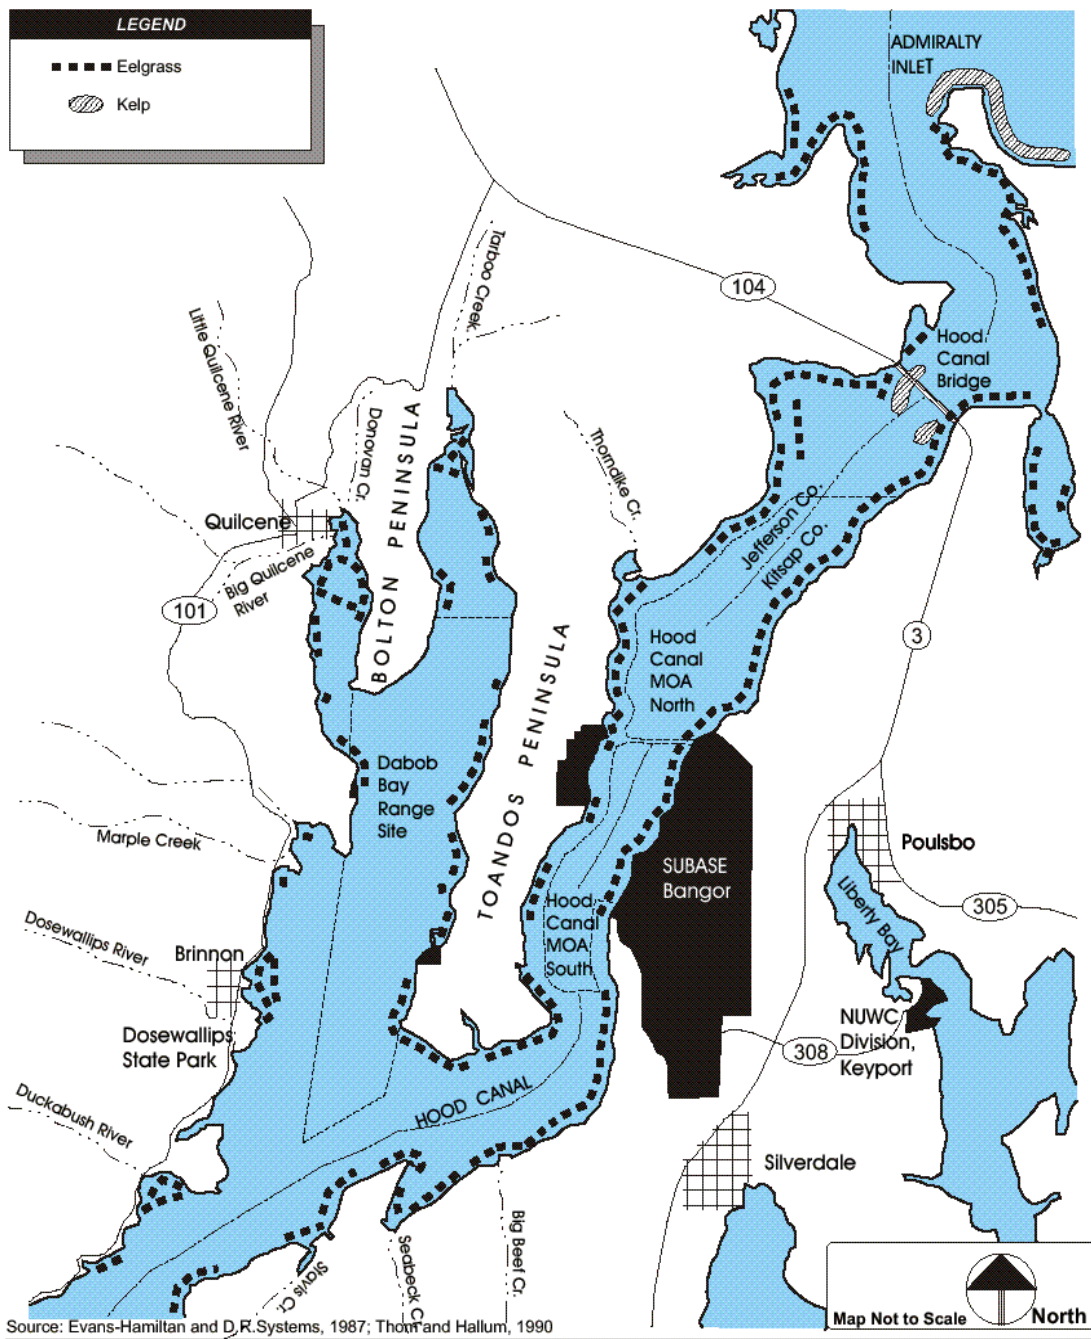 LEGEND
Eelgrass
Kelp
ADMIRALTY
INLET
Tarboo Creek
104
Little Quilcene River
Hood
Canal
Bridge
Donovan Cr.
BOLTON PENINSULA
Thorndike Cr.
Quilcene
Jefferson Co.
Kitsap Co.
Big Quilcene
River
101
3
Hood
Canal
MOA
North
TOANDOS PENINSULA
Dabob
Bay
Range
Site
Marple Creek
Poulsbo
SUBASE
Bangor
Liberty Bay
305
Hood
Canal
MOA
South
Dosewallips River
Brinnon
NUWC
Division,
Keyport
Dosewallips
State Park
308
HOOD CANAL
Duckabush River
Silverdale
Big Beef Cr.
Seabeck Cr.
Stavis Cr.
Map Not to Scale
North
Source: Evans-Hamiltan and D.R.Systems, 1987; Thom and Hallum, 1990